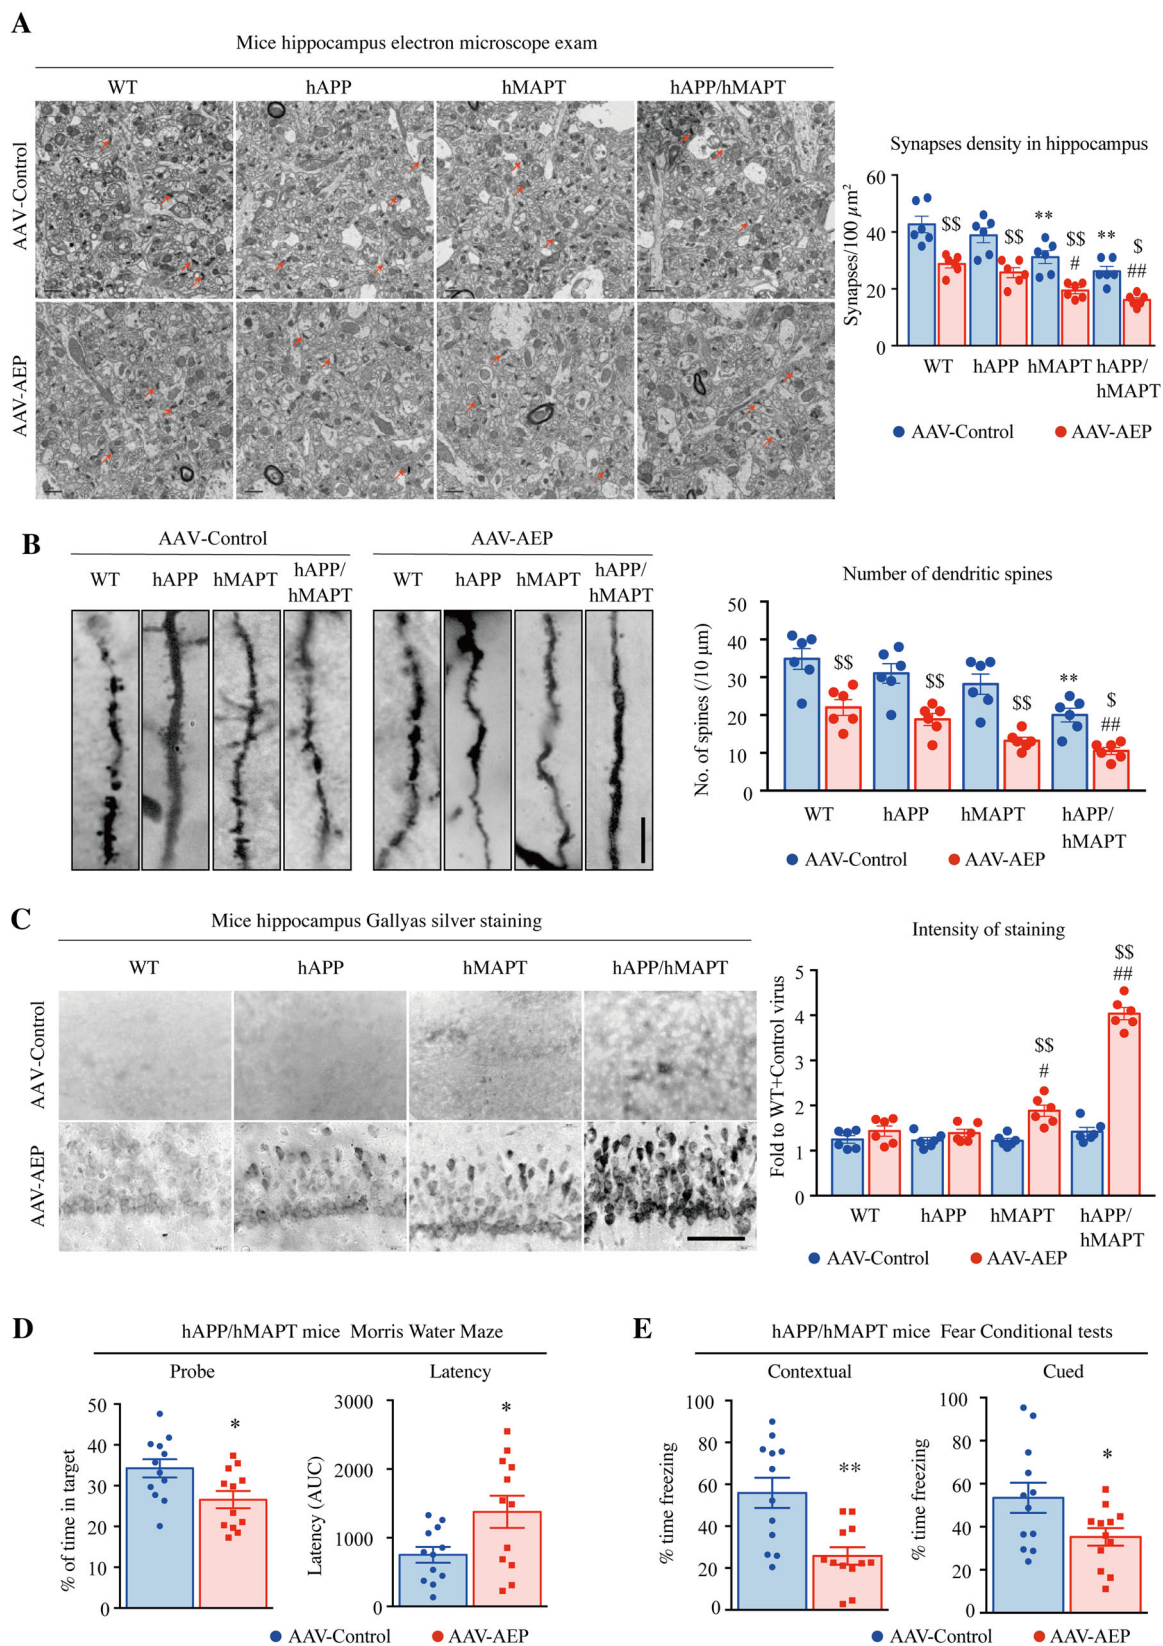 A
Mice hippocampus electron microscope exam
WT hAPP hMAPT hAPP/hMAPT
AAV-Control
AAV-AEP
Synapses density in hippocampus
Synapses/100 µm²
60
40
20
0
$$ $$ ** $$ # ** $ ##
WT hAPP hMAPT hAPP/
hMAPT
AAV-Control AAV-AEP
B
AAV-Control AAV-AEP
WT hAPP hMAPT hAPP/
hMAPT
WT hAPP hMAPT hAPP/
hMAPT
Number of dendritic spines
No. of spines (/10 µm)
50
40
30
20
10
0
$$ $$ $$ ** $ ##
WT hAPP hMAPT hAPP/
hMAPT
AAV-Control AAV-AEP
C
Mice hippocampus Gallyas silver staining
WT hAPP hMAPT hAPP/hMAPT
AAV-Control
AAV-AEP
Intensity of staining
Fold to WT+Control virus
5
4
3
2
1
0
$$ # $$ ##
WT hAPP hMAPT hAPP/
hMAPT
AAV-Control AAV-AEP
D
hAPP/hMAPT mice Morris Water Maze
Probe
% of time in target
50
40
30
20
10
0
*
Latency
Latency (AUC)
3000
2000
1000
0
*
AAV-Control AAV-AEP
E
hAPP/hMAPT mice Fear Conditional tests
Contextual
% time freezing
100
80
60
40
20
0
**
Cued
% time freezing
100
80
60
40
20
0
*
AAV-Control AAV-AEP